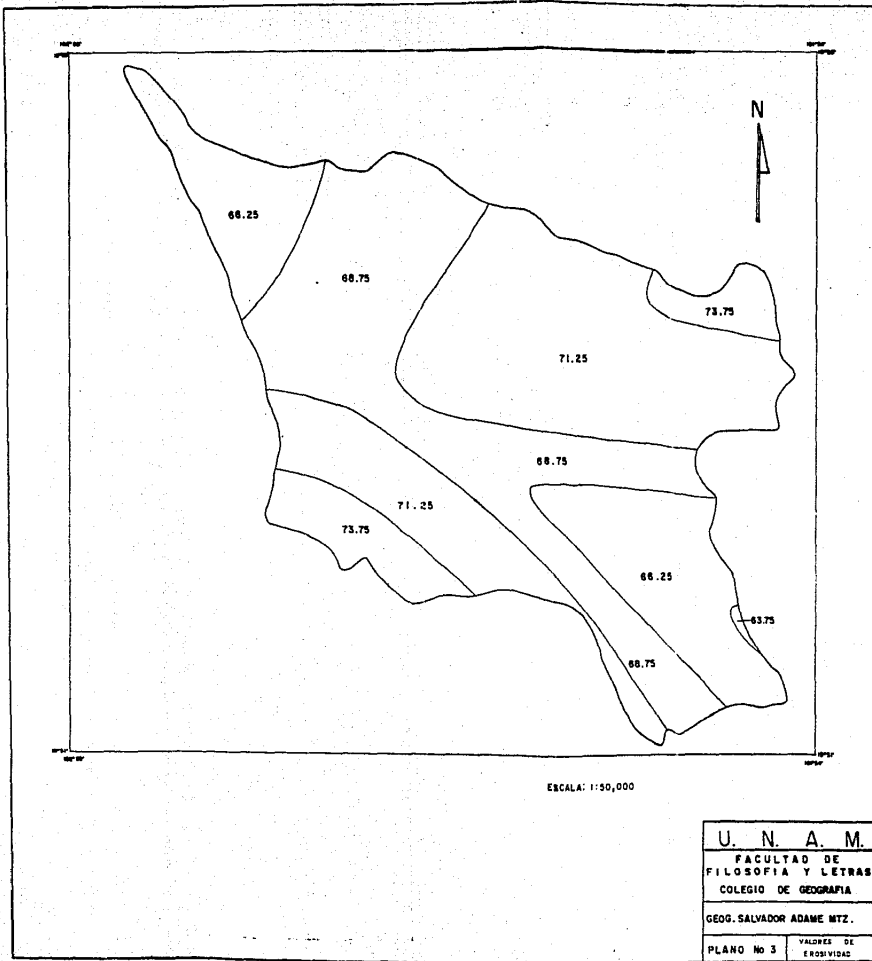 N
66.25
68.75
73.75
71.25
68.75
71.25
73.75
66.25
63.75
68.75
ESCALA: 1:50,000
U. N. A. M.
FACULTAD DE
FILOSOFIA Y LETRAS
COLEGIO DE GEOGRAFIA
GEOG. SALVADOR ADAME MTZ.
PLANO No 3
VALORES DE
EROSIVIDAD